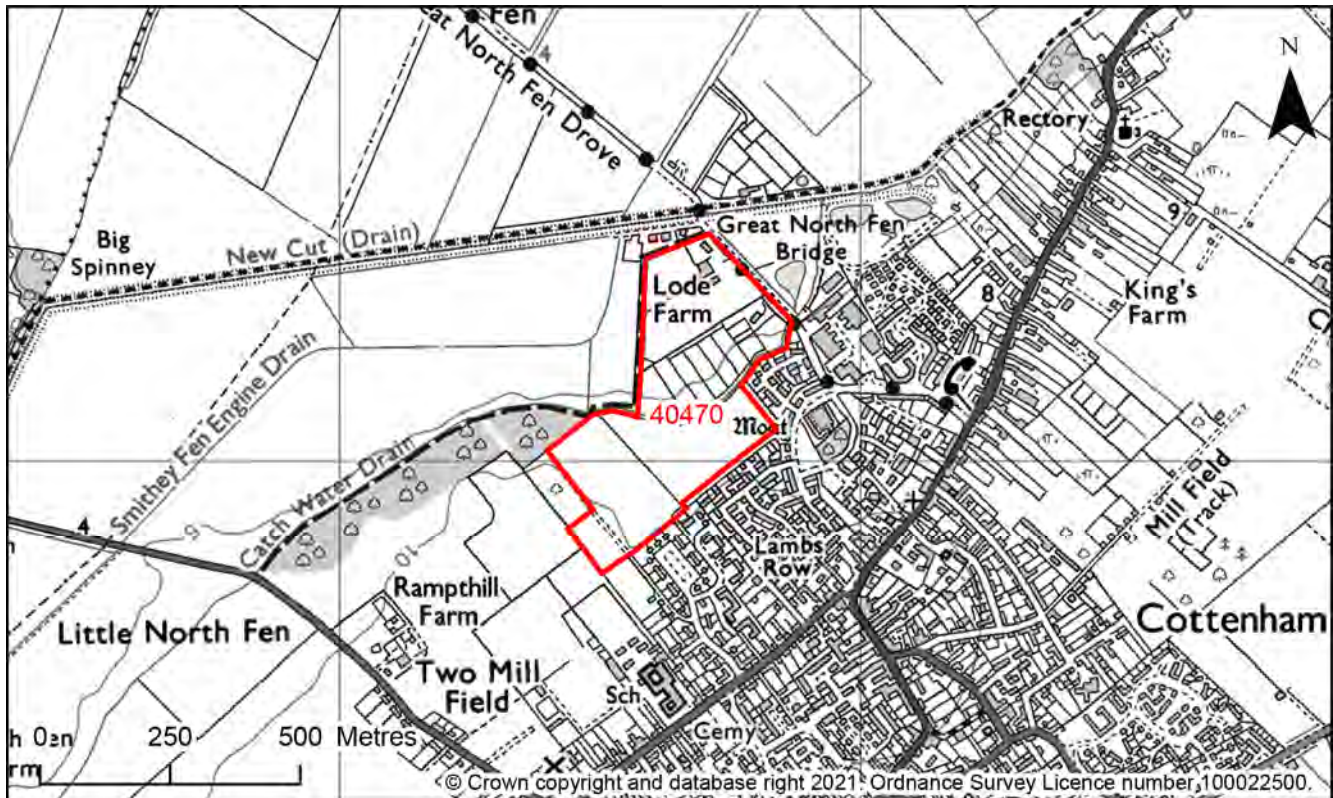 Fen
Great North Fen Drove
N
Rectory
3
9
Big
Spinney
New Cut (Drain)
Great North Fen
Bridge
Lode
Farm
8
King's
Farm
Smithey Fen Engine Drain
40470
Moat
Catch Water Drain
4
5
10
Mill Field
(Track)
Lambs
Row
Rampthill
Farm
Little North Fen
Cottenham
Two Mill
Field
Sch
Cemy
0
250
500 Metres
© Crown copyright and database right 2021. Ordnance Survey Licence number 100022500.